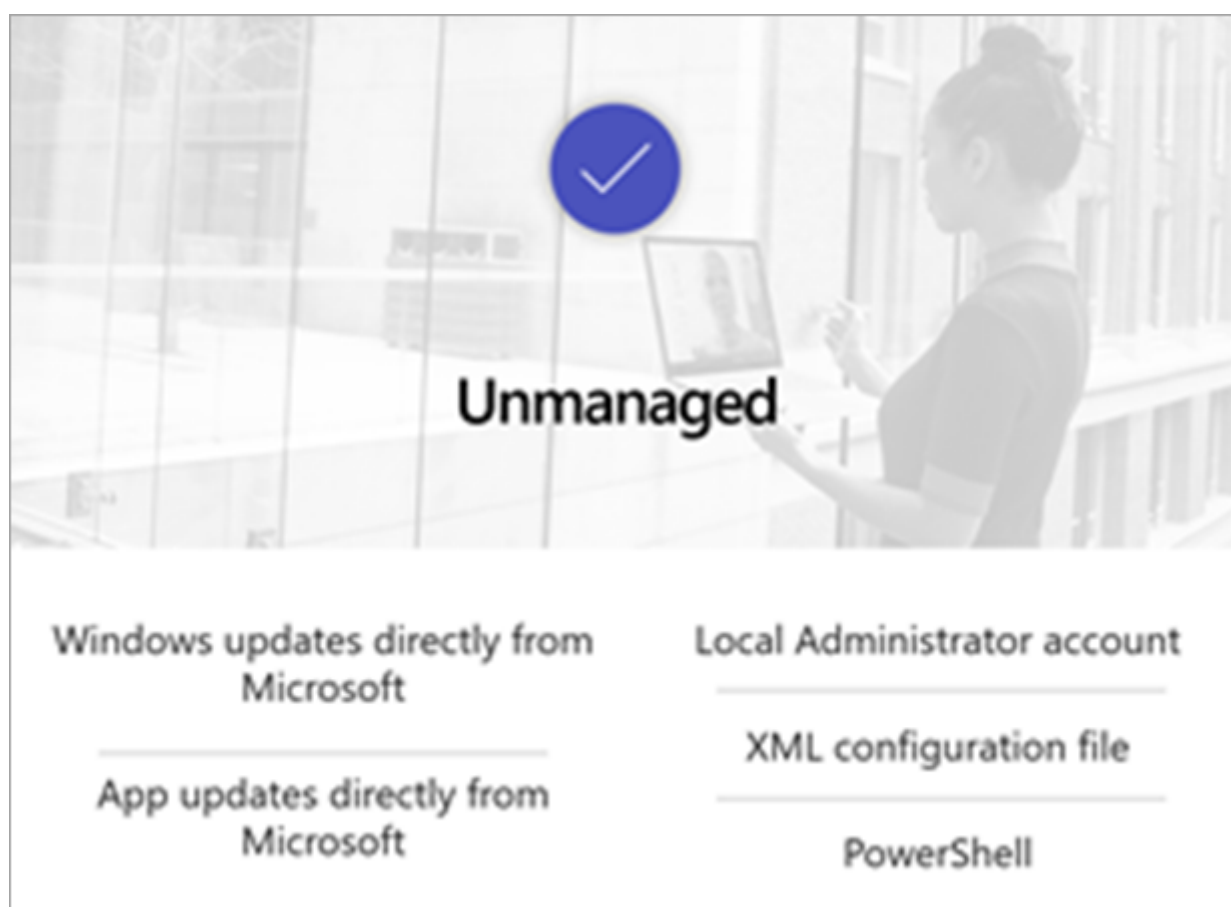 Unmanaged
Windows updates directly from
Microsoft
App updates directly from
Microsoft
Local Administrator account
XML configuration file
PowerShell